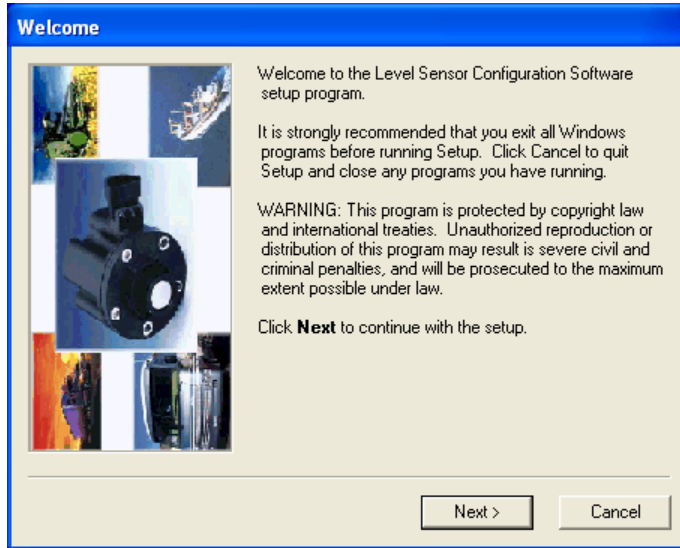 Welcome
Welcome to the Level Sensor Configuration Software
setup program.
It is strongly recommended that you exit all Windows
programs before running Setup. Click Cancel to quit
Setup and close any programs you have running.
WARNING: This program is protected by copyright law
and international treaties. Unauthorized reproduction or
distribution of this program may result is severe civil and
criminal penalties, and will be prosecuted to the maximum
extent possible under law.
Click Next to continue with the setup.
Next >
Cancel